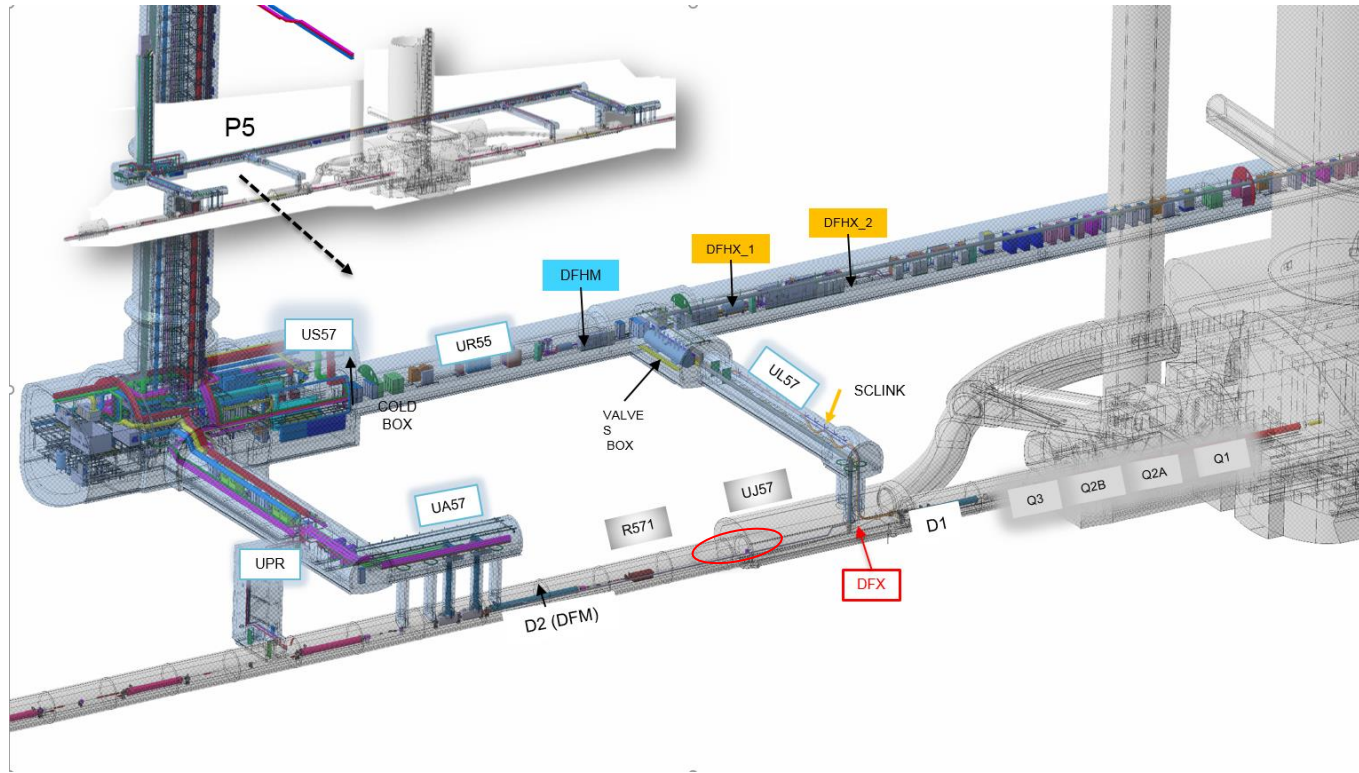 P5
DFHX_2
DFHX_1
DFHM
US57
UR55
UL57
SCLINK
COLD
BOX
VALVE
S
BOX
UA57
UJ57
R571
UPR
D2 (DFM)
DFX
D1
Q3
Q2B
Q2A
Q1